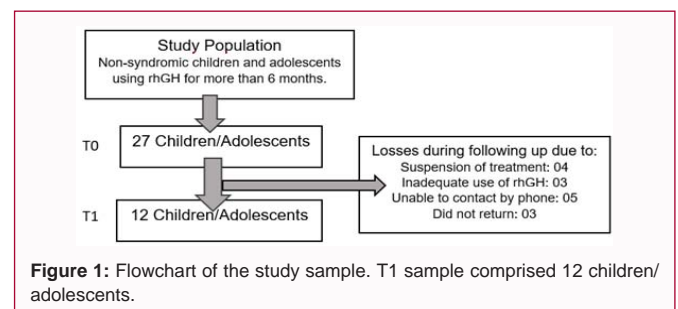 Study Population
Non-syndromic children and adolescents
using rhGH for more than 6 months.
T0
27 Children/Adolescents
Losses during following up due to:
Suspension of treatment: 04
Inadequate use of rhGH: 03
Unable to contact by phone: 05
Did not return: 03
T1
12 Children/Adolescents
Figure 1: Flowchart of the study sample. T1 sample comprised 12 children/
adolescents.